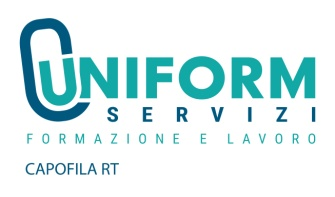 UNIFORM
SERVIZI
FORMAZIONE E LAVORO
CAPOFILA RT